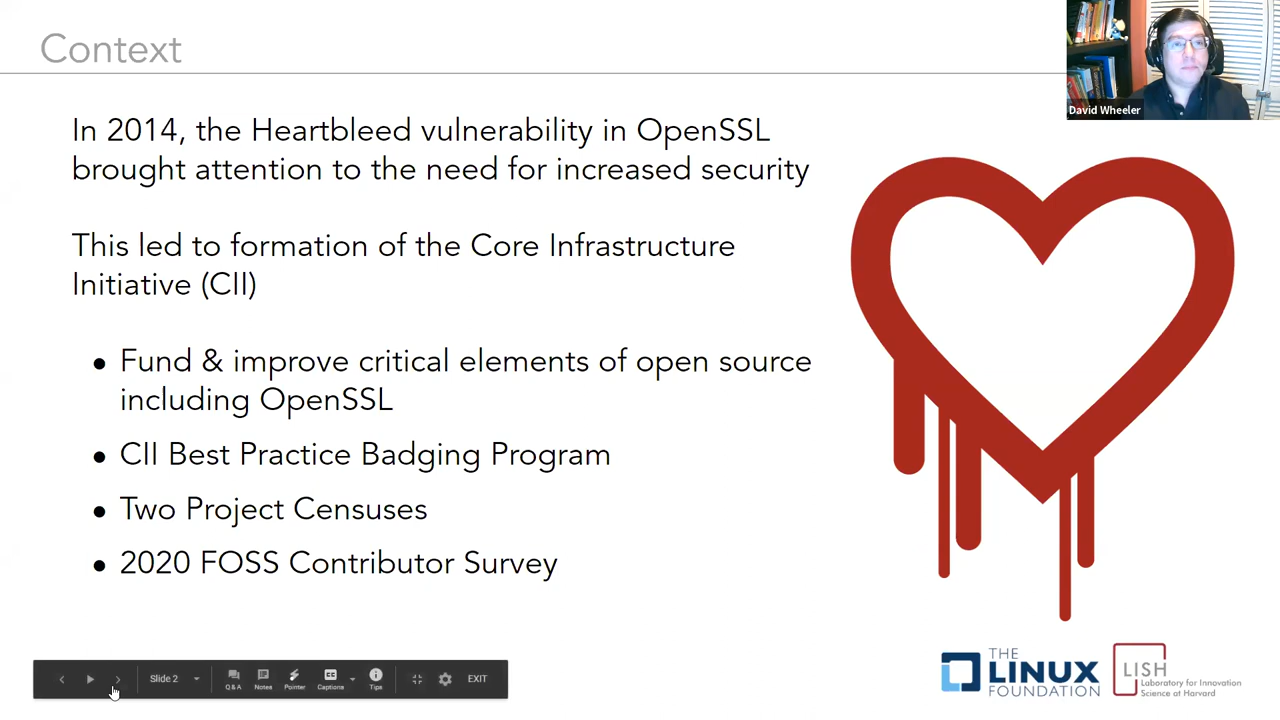 Context
David Wheeler
In 2014, the Heartbleed vulnerability in OpenSSL
brought attention to the need for increased security
This led to formation of the Core Infrastructure
Initiative (CII)
● Fund & improve critical elements of open source
including OpenSSL
● CII Best Practice Badging Program
● Two Project Censuses
● 2020 FOSS Contributor Survey
Slide 2
Q & A
Notes
Pointer
Captions
Tips
EXIT
THE
LINUX
FOUNDATION
LISH
Laboratory for Innovation
Science at Harvard